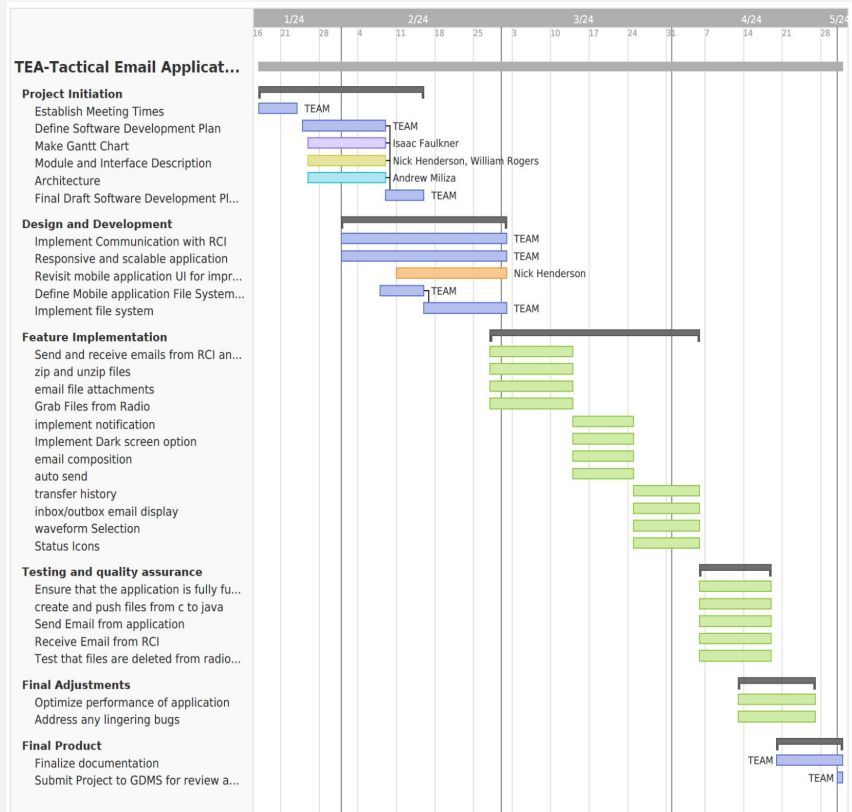 1/24 2/24 3/24 4/24 5/24
16 21 28 4 11 18 25 3 10 17 24 31 7 14 21 28
TEA-Tactical Email Applicat...
Project Initiation
Establish Meeting Times TEAM
Define Software Development Plan TEAM
Make Gantt Chart Isaac Faulkner
Module and Interface Description Nick Henderson, William Rogers
Architecture Andrew Miliza
Final Draft Software Development Pl... TEAM
Design and Development
Implement Communication with RCI TEAM
Responsive and scalable application TEAM
Revisit mobile application UI for impr... Nick Henderson
Define Mobile application File System... TEAM
Implement file system TEAM
Feature Implementation
Send and receive emails from RCI an...
zip and unzip files
email file attachments
Grab Files from Radio
implement notification
Implement Dark screen option
email composition
auto send
transfer history
inbox/outbox email display
waveform Selection
Status Icons
Testing and quality assurance
Ensure that the application is fully fu...
create and push files from c to java
Send Email from application
Receive Email from RCI
Test that files are deleted from radio...
Final Adjustments
Optimize performance of application
Address any lingering bugs
Final Product
Finalize documentation TEAM
Submit Project to GDMS for review a... TEAM